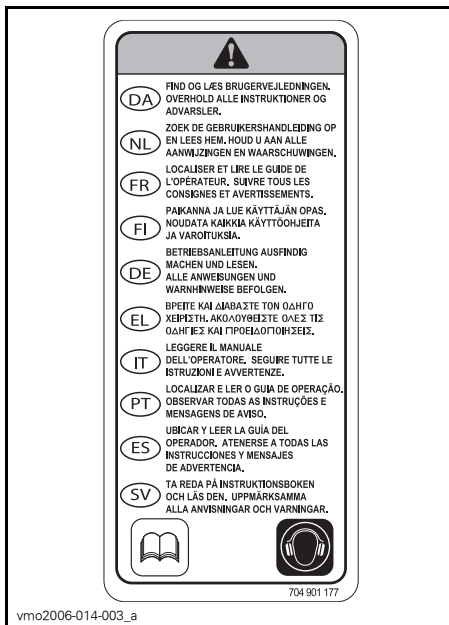 DA
FIND OG LÆS BRUGERVEJLEDNINGEN.
OVERHOLD ALLE INSTRUKTIONER OG
ADVARSLER.
NL
ZOEK DE GEBRUIKERSHANDLEIDING OP
EN LEES HEM. HOUD U AAN ALLE
AANWIJZINGEN EN WAARSCHUWINGEN.
FR
LOCALISER ET LIRE LE GUIDE DE
L'OPÉRATEUR. SUIVRE TOUS LES
CONSIGNES ET AVERTISSEMENTS.
FI
PAIKANNA JA LUE KÄYTTÄJÄN OPAS.
NOUDATA KAIKKIA KÄYTTÖOHJEITA
JA VAROITUKSIA.
DE
BETRIEBSANLEITUNG AUSFINDIG
MACHEN UND LESEN.
ALLE ANWEISUNGEN UND
WARNHINWEISE BEFOLGEN.
EL
ΒΡΕΙΤΕ ΚΑΙ ΔΙΑΒΑΣΤΕ ΤΟΝ ΟΔΗΓΟ
ΧΕΙΡΙΣΤΗ. ΑΚΟΛΟΥΘΕΙΣΤΕ ΟΛΕΣ ΤΙΣ
ΟΔΗΓΙΕΣ ΚΑΙ ΠΡΟΕΙΔΟΠΟΙΗΣΕΙΣ.
IT
LEGGERE IL MANUALE
DELL'OPERATORE. SEGUIRE TUTTE LE
ISTRUZIONI E AVVERTENZE.
PT
LOCALIZAR E LER O GUIA DE OPERAÇÃO.
OBSERVAR TODAS AS INSTRUÇÕES E
MENSAGENS DE AVISO.
ES
UBICAR Y LEER LA GUÍA DEL
OPERADOR. ATENERSE A TODAS LAS
INSTRUCCIONES Y MENSAJES
DE ADVERTENCIA.
SV
TA REDA PÅ INSTRUKTIONSBOKEN
OCH LÄS DEN. UPPMÄRKSAMMA
ALLA ANVISNINGAR OCH VARNINGAR.
704 901 177
vmo2006-014-003_a